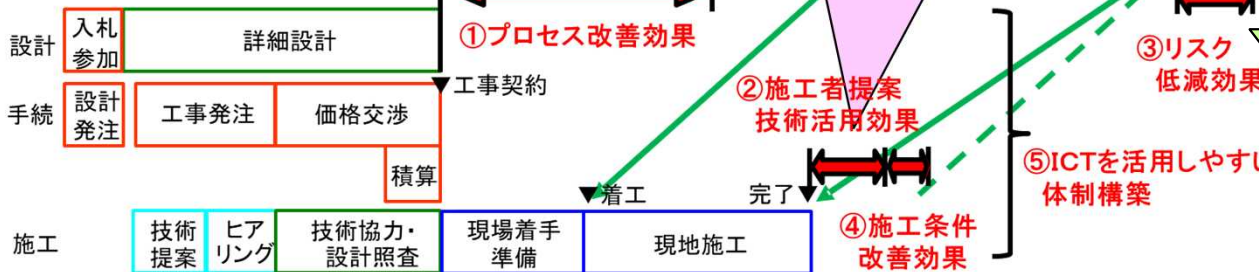 設計
入札
参加
詳細設計
①プロセス改善効果
③リスク
低減効果
▼工事契約
手続
設計
発注
工事発注
価格交渉
②施工者提案
技術活用効果
積算
⑤ICTを活用しやすい
体制構築
▼着工
完了▼
施工
技術
提案
ヒア
リング
技術協力・
設計照査
現場着手
準備
現地施工
④施工条件
改善効果